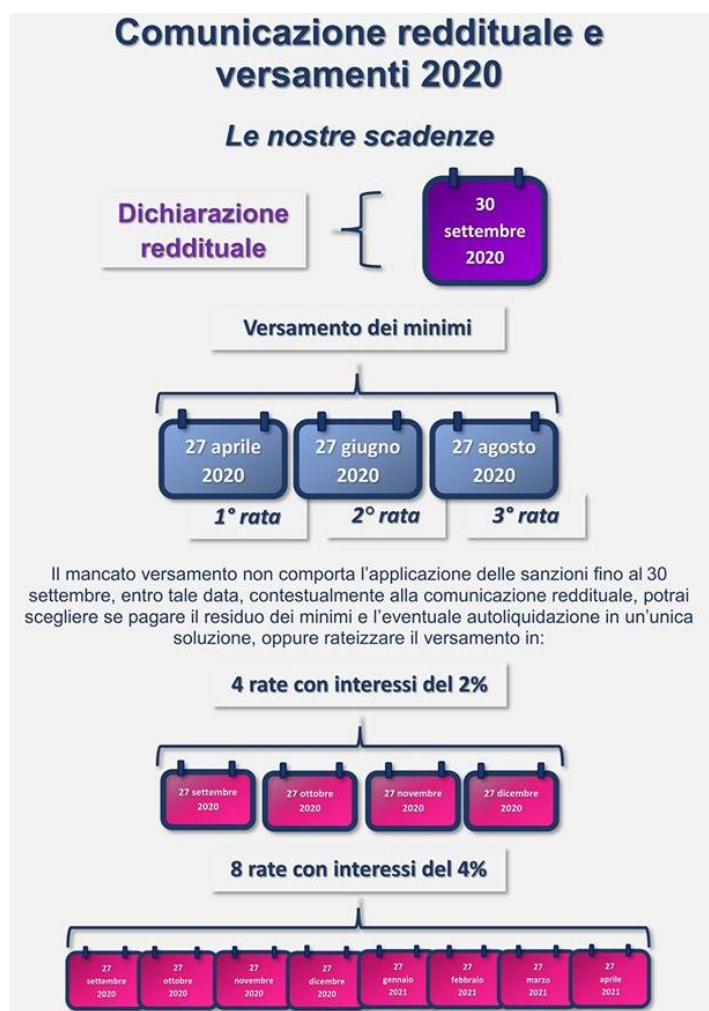 Comunicazione reddituale e
versamenti 2020
Le nostre scadenze
Dichiarazione
reddituale
30
settembre
2020
Versamento dei minimi
27 aprile
2020
27 giugno
2020
27 agosto
2020
1° rata
2° rata
3° rata
Il mancato versamento non comporta l'applicazione delle sanzioni fino al 30
settembre, entro tale data, contestualmente alla comunicazione reddituale, potrai
scegliere se pagare il residuo dei minimi e l'eventuale autoliquidazione in un'unica
soluzione, oppure rateizzare il versamento in:
4 rate con interessi del 2%
27 settembre
2020
27 ottobre
2020
27 novembre
2020
27 dicembre
2020
8 rate con interessi del 4%
27
settembre
2020
27
ottobre
2020
27
novembre
2020
27
dicembre
2020
27
gennaio
2021
27
febbraio
2021
27
marzo
2021
27
aprile
2021